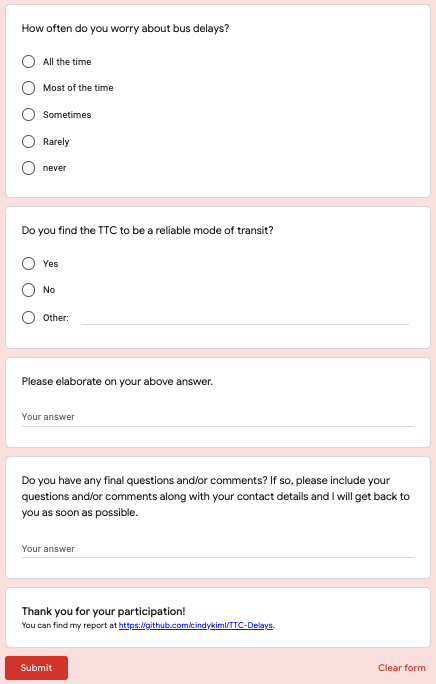 How often do you worry about bus delays?
All the time
Most of the time
Sometimes
Rarely
never
Do you find the TTC to be a reliable mode of transit?
Yes
No
Other:
Please elaborate on your above answer.
Your answer
Do you have any final questions and/or comments? If so, please include your
questions and/or comments along with your contact details and I will get back to
you as soon as possible.
Your answer
Thank you for your participation!
You can find my report at https://github.com/cindykiml/TTC-Delays.
Submit
Clear form